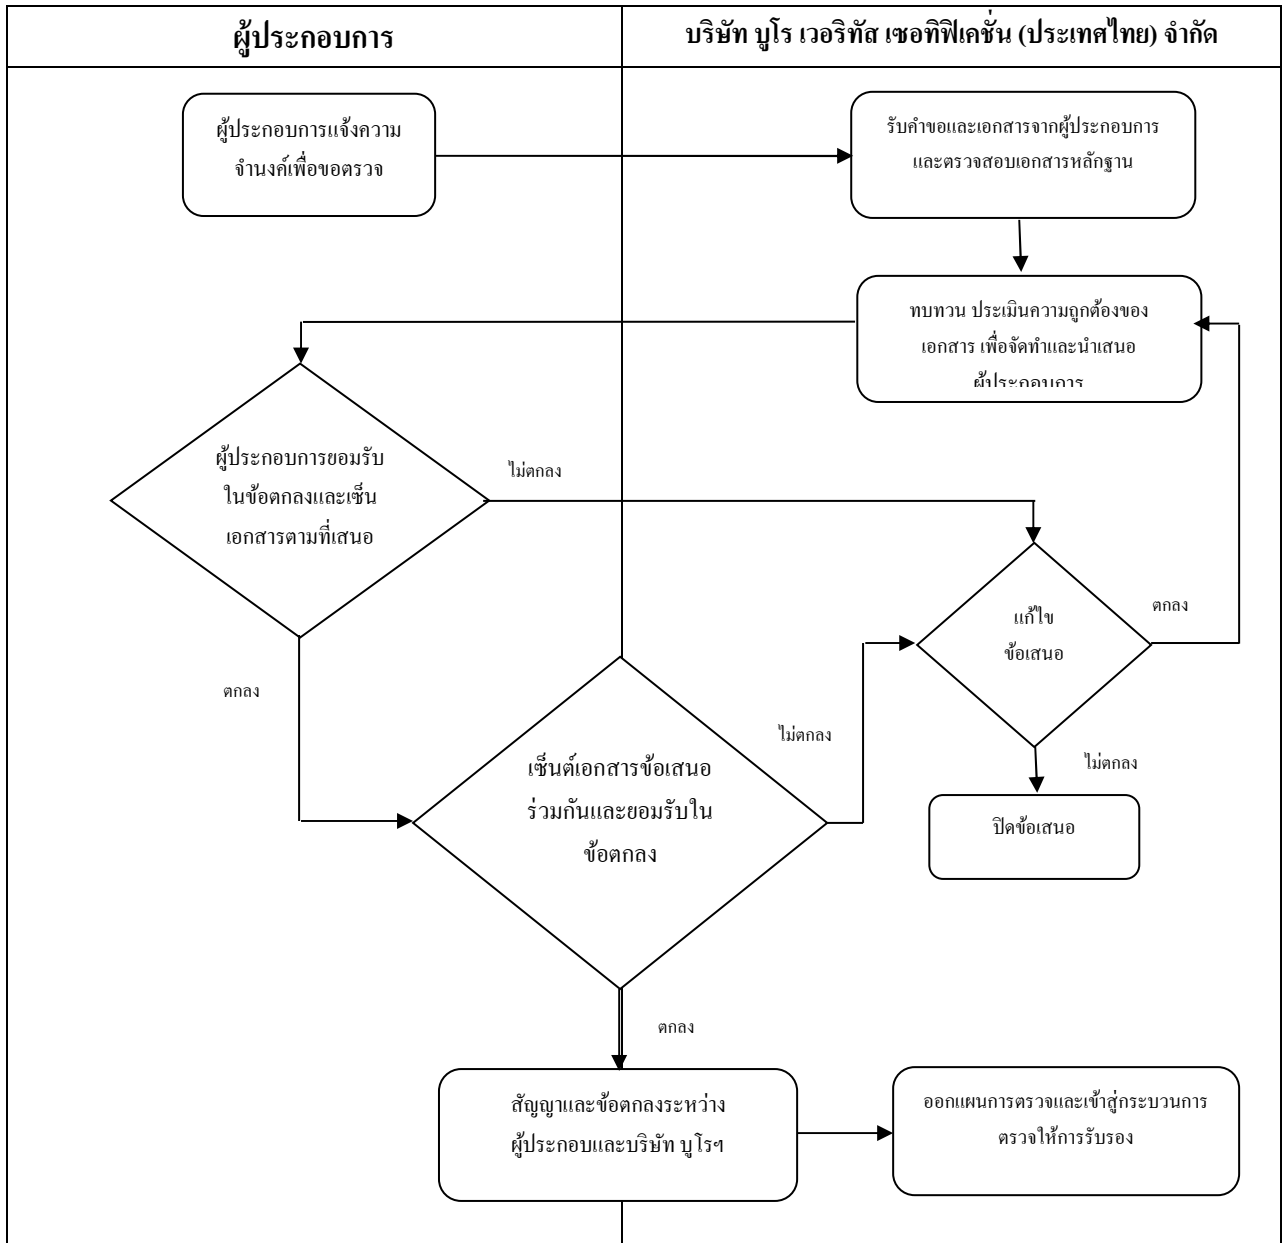 ผู้ประกอบการ
บริษัท บูโร เวอริทัส เซอทิฟิเคชั่น (ประเทศไทย) จำกัด
ผู้ประกอบการแจ้งความ
จำนงค์เพื่อขอตรวจ
รับคำขอและเอกสารจากผู้ประกอบการ
และตรวจสอบเอกสารหลักฐาน
ทบทวน ประเมินความถูกต้องของ
เอกสาร เพื่อจัดทำและนำเสนอ
ผู้ประกอบการ
ผู้ประกอบการยอมรับ
ในข้อตกลงและเซ็น
เอกสารตามที่เสนอ
ไม่ตกลง
แก้ไข
ข้อเสนอ
ตกลง
ตกลง
เซ็นต์เอกสารข้อเสนอ
ร่วมกันและยอมรับใน
ข้อตกลง
ไม่ตกลง
ไม่ตกลง
ปิดข้อเสนอ
ตกลง
สัญญาและข้อตกลงระหว่าง
ผู้ประกอบและบริษัท บูโรฯ
ออกแผนการตรวจและเข้าสู่กระบวนการ
ตรวจให้การรับรอง